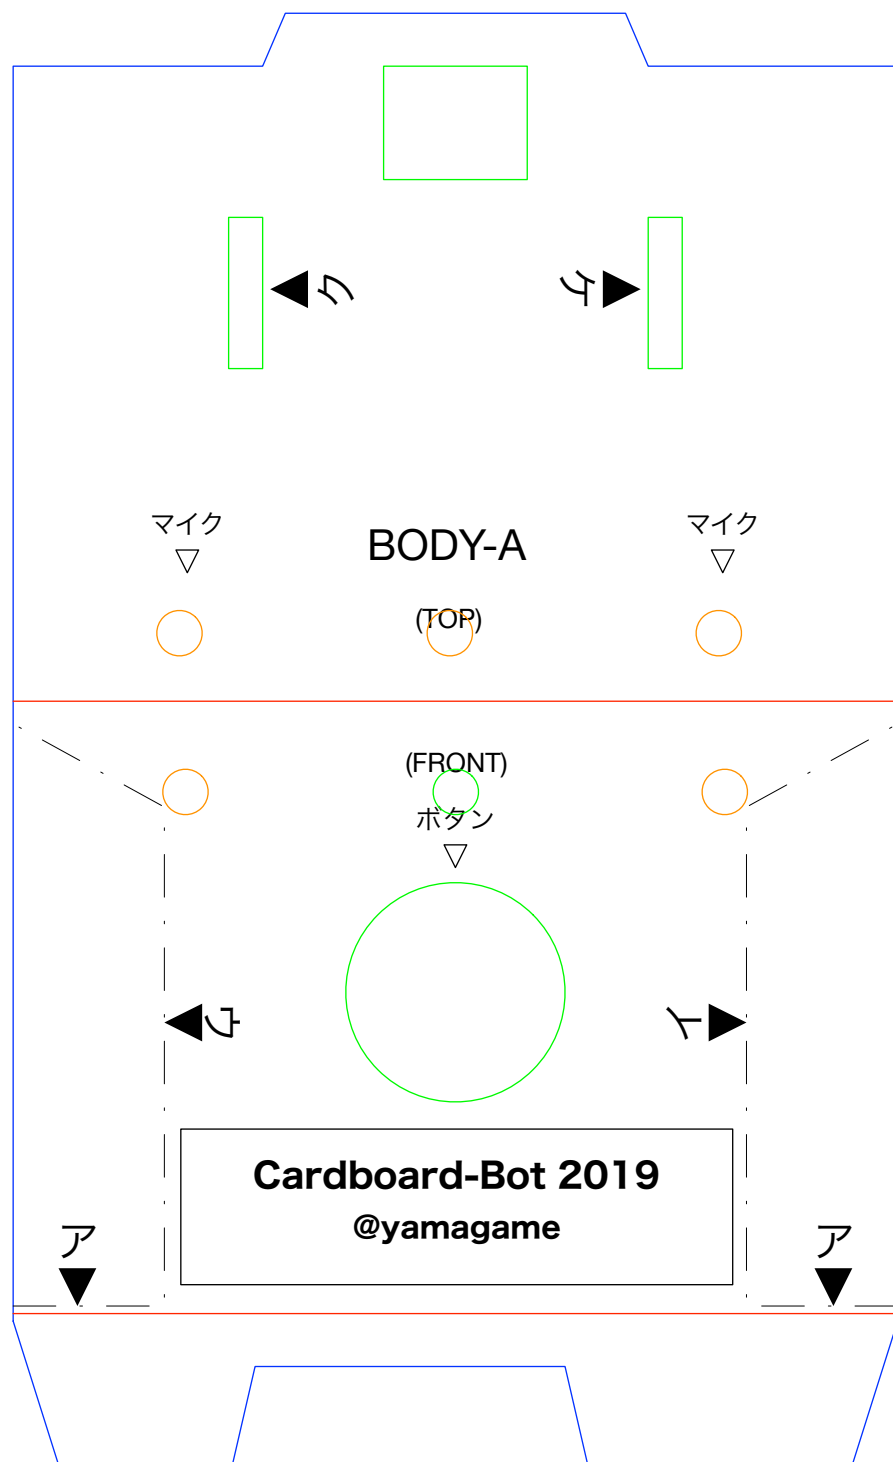 ク ケ
マイク マイク
BODY-A
(TOP)
(FRONT)
ボタン
ウ イ
Cardboard-Bot 2019
@yamagame
ア ア